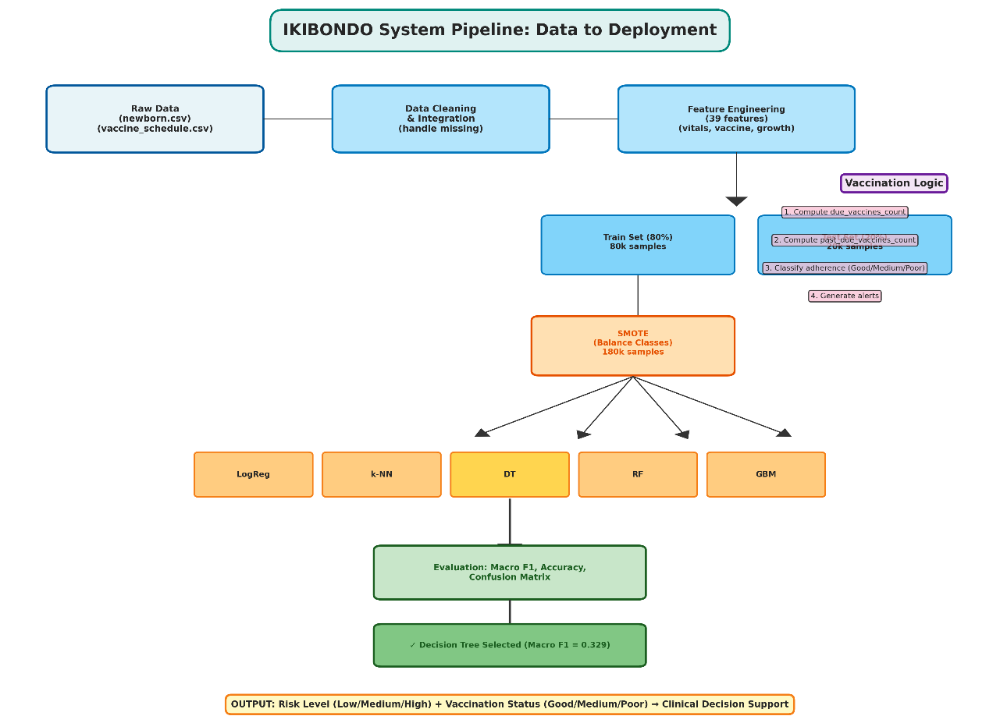 IKIBONDO System Pipeline: Data to Deployment
Raw Data
(newborn.csv)
(vaccine_schedule.csv)
Data Cleaning
& Integration
(handle missing)
Feature Engineering
(39 features)
(vitals, vaccine, growth)
Vaccination Logic
1. Compute due_vaccines_count
Train Set (80%)
80k samples
Test Set (20%)
20k samples
2. Compute past_due_vaccines_count
3. Classify adherence (Good/Medium/Poor)
4. Generate alerts
SMOTE
(Balance Classes)
180k samples
LogReg
k-NN
DT
RF
GBM
Evaluation: Macro F1, Accuracy,
Confusion Matrix
✓ Decision Tree Selected (Macro F1 = 0.329)
OUTPUT: Risk Level (Low/Medium/High) + Vaccination Status (Good/Medium/Poor) → Clinical Decision Support